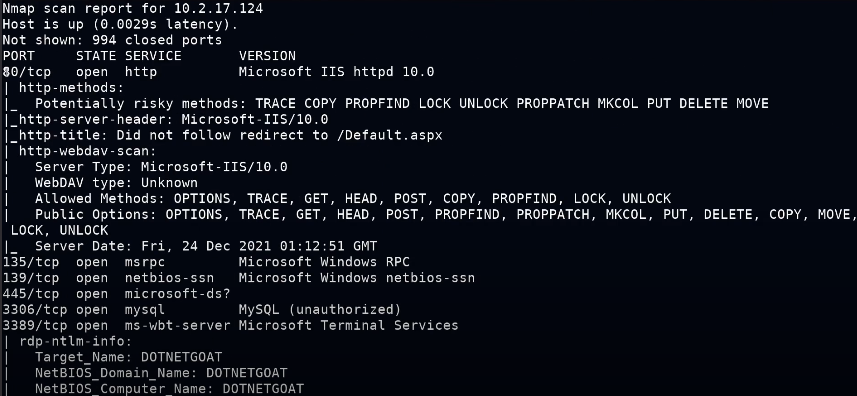 Nmap scan report for 10.2.17.124
Host is up (0.0029s latency).
Not shown: 994 closed ports
PORT     STATE SERVICE       VERSION
80/tcp   open  http          Microsoft IIS httpd 10.0
| http-methods:
|_  Potentially risky methods: TRACE COPY PROPFIND LOCK UNLOCK PROPPATCH MKCOL PUT DELETE MOVE
|_http-server-header: Microsoft-IIS/10.0
|_http-title: Did not follow redirect to /Default.aspx
| http-webdav-scan:
|   Server Type: Microsoft-IIS/10.0
|   WebDAV type: Unknown
|   Allowed Methods: OPTIONS, TRACE, GET, HEAD, POST, COPY, PROPFIND, LOCK, UNLOCK
|   Public Options: OPTIONS, TRACE, GET, HEAD, POST, PROPFIND, PROPPATCH, MKCOL, PUT, DELETE, COPY, MOVE,
 LOCK, UNLOCK
|_  Server Date: Fri, 24 Dec 2021 01:12:51 GMT
135/tcp  open  msrpc         Microsoft Windows RPC
139/tcp  open  netbios-ssn   Microsoft Windows netbios-ssn
445/tcp  open  microsoft-ds?
3306/tcp open  mysql         MySQL (unauthorized)
3389/tcp open  ms-wbt-server Microsoft Terminal Services
| rdp-ntlm-info:
|   Target_Name: DOTNETGOAT
|   NetBIOS_Domain_Name: DOTNETGOAT
|   NetBIOS_Computer_Name: DOTNETGOAT